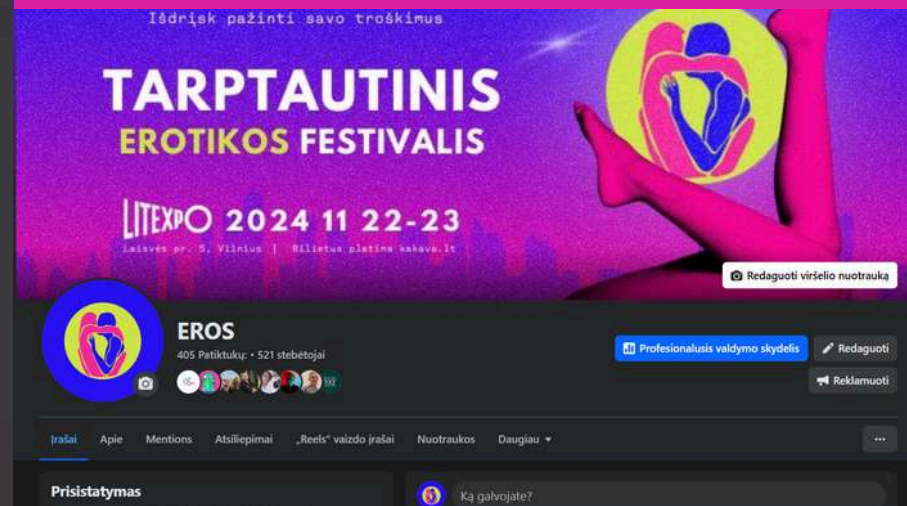 Išdrįsk pažinti savo troškimus
TARPTAUTINIS
EROTIKOS FESTIVALIS
LITEXPO 2024 11 22-23
Laisvės pr. 5, Vilnius | Bilietus platina kakava.lt
Redaguoti viršelio nuotrauką
EROS
405 Patiktukų: • 521 stebėtojai
Profesionalusis valdymo skydelis
Redaguoti
Reklamuoti
Įrašai Apie Mentions Atsiliepimai „Reels“ vaizdo įrašai Nuotraukos Daugiau
Prisistatymas
Ką galvojate?